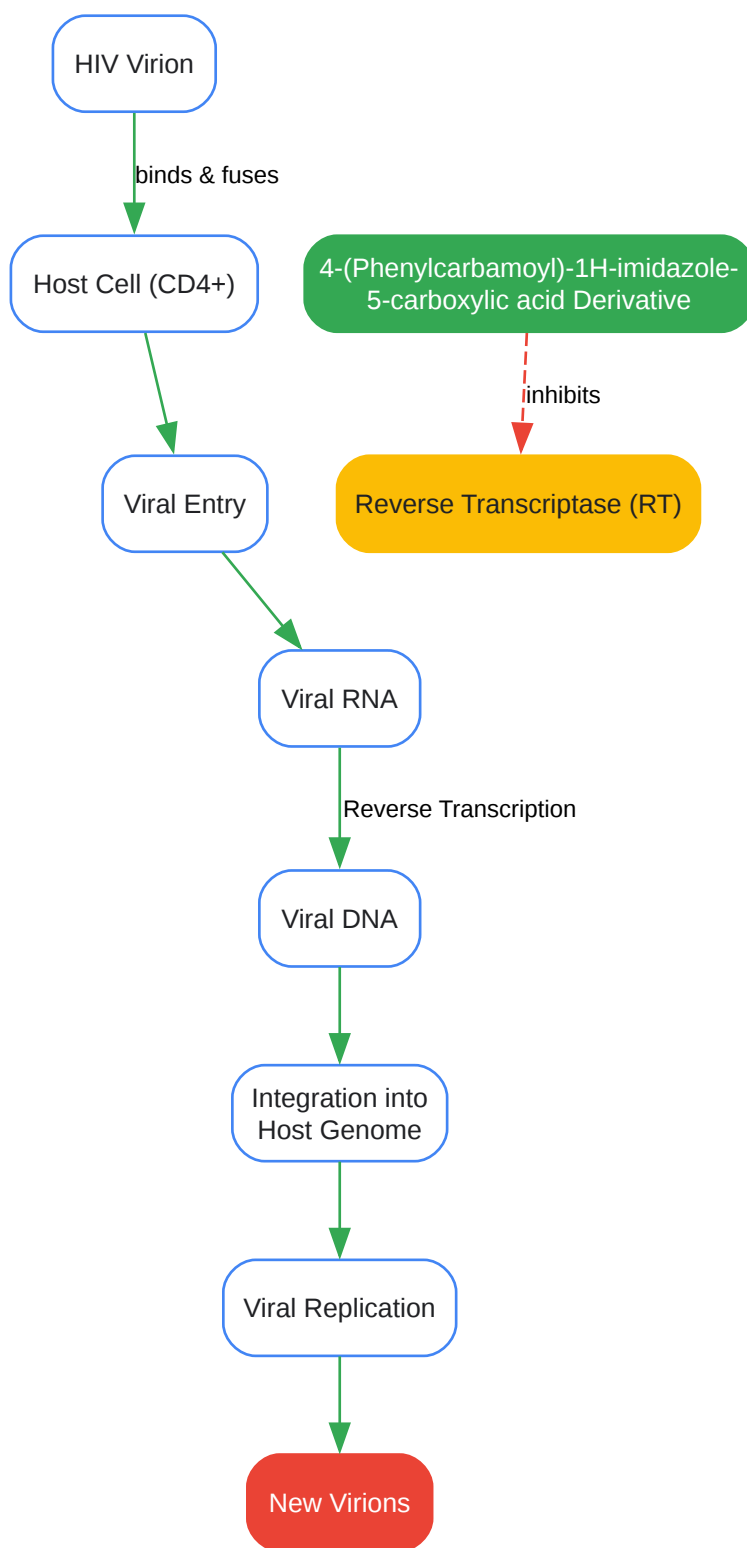 HIV Virion
binds & fuses
Host Cell (CD4+)
4-(Phenylcarbamoyl)-1H-imidazole-
5-carboxylic acid Derivative
inhibits
Viral Entry
Reverse Transcriptase (RT)
Viral RNA
Reverse Transcription
Viral DNA
Integration into
Host Genome
Viral Replication
New Virions